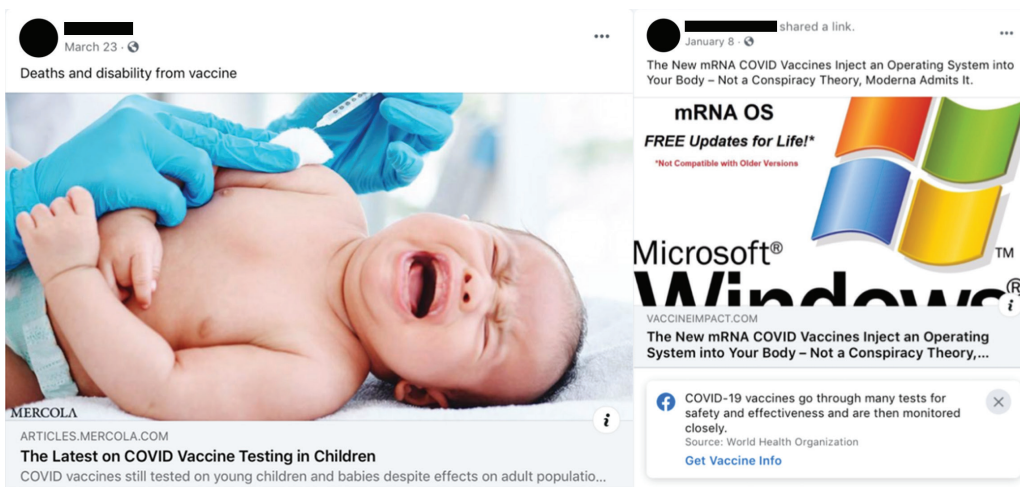 March 23 ·
Deaths and disability from vaccine
MERCOLA
ARTICLES.MERCOLA.COM
The Latest on COVID Vaccine Testing in Children
COVID vaccines still tested on young children and babies despite effects on adult populatio...
shared a link.
January 8 ·
The New mRNA COVID Vaccines Inject an Operating System into
Your Body – Not a Conspiracy Theory, Moderna Admits It.
mRNA OS
FREE Updates for Life!*
*Not Compatible with Older Versions
Microsoft®
TM
Windows®
VACCINEIMPACT.COM
The New mRNA COVID Vaccines Inject an Operating
System into Your Body – Not a Conspiracy Theory,...
COVID-19 vaccines go through many tests for
safety and effectiveness and are then monitored
closely.
Source: World Health Organization
Get Vaccine Info